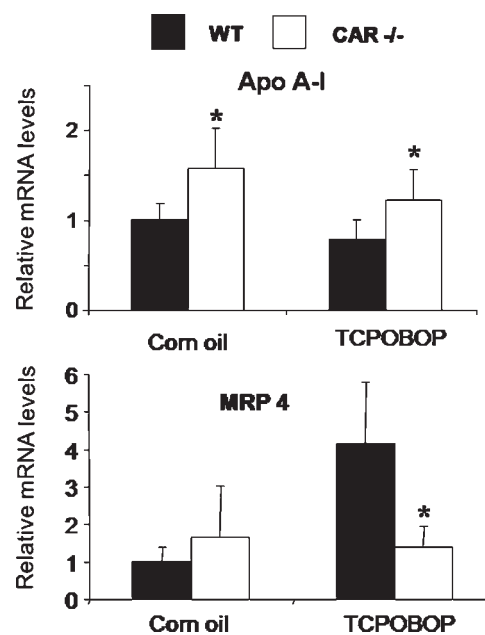 WT CAR -/-
Apo A-I
Relative mRNA levels
2
1
0
*
*
Corn oil TCPOBOP
MRP 4
Relative mRNA levels
6
5
4
3
2
1
0
*
Corn oil TCPOBOP